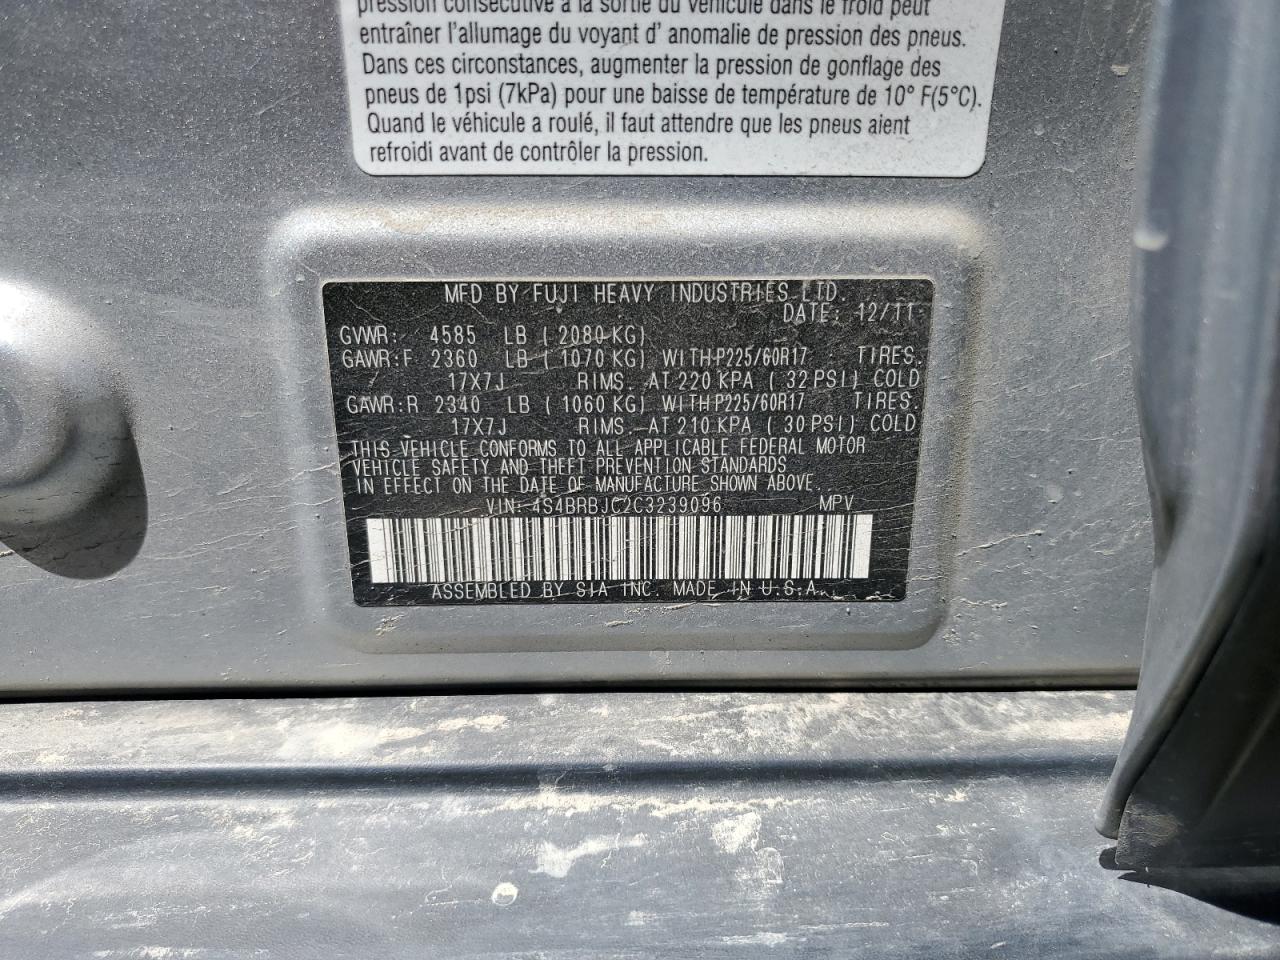 pression consécutive à la sortie du véhicule dans le froid peut
entraîner l'allumage du voyant d' anomalie de pression des pneus.
Dans ces circonstances, augmenter la pression de gonflage des
pneus de 1psi (7kPa) pour une baisse de température de 10° F(5°C).
Quand le véhicule a roulé, il faut attendre que les pneus aient
refroidi avant de contrôler la pression.
MFD BY FUJI HEAVY INDUSTRIES LTD.
DATE: 12/11
GVWR: 4585 LB ( 2080 KG)
GAWR:F 2360 LB ( 1070 KG) WITH P225/60R17 TIRES.
17X7J RIMS. AT 220 KPA ( 32 PSI) COLD
GAWR:R 2340 LB ( 1060 KG) WITH P225/60R17 TIRES.
17X7J RIMS. AT 210 KPA ( 30 PSI) COLD
THIS VEHICLE CONFORMS TO ALL APPLICABLE FEDERAL MOTOR
VEHICLE SAFETY AND THEFT PREVENTION STANDARDS
IN EFFECT ON THE DATE OF MANUFACTURE SHOWN ABOVE.
VIN: 4S4BRBJC2C3239096 MPV
ASSEMBLED BY SIA INC. MADE IN U.S.A.